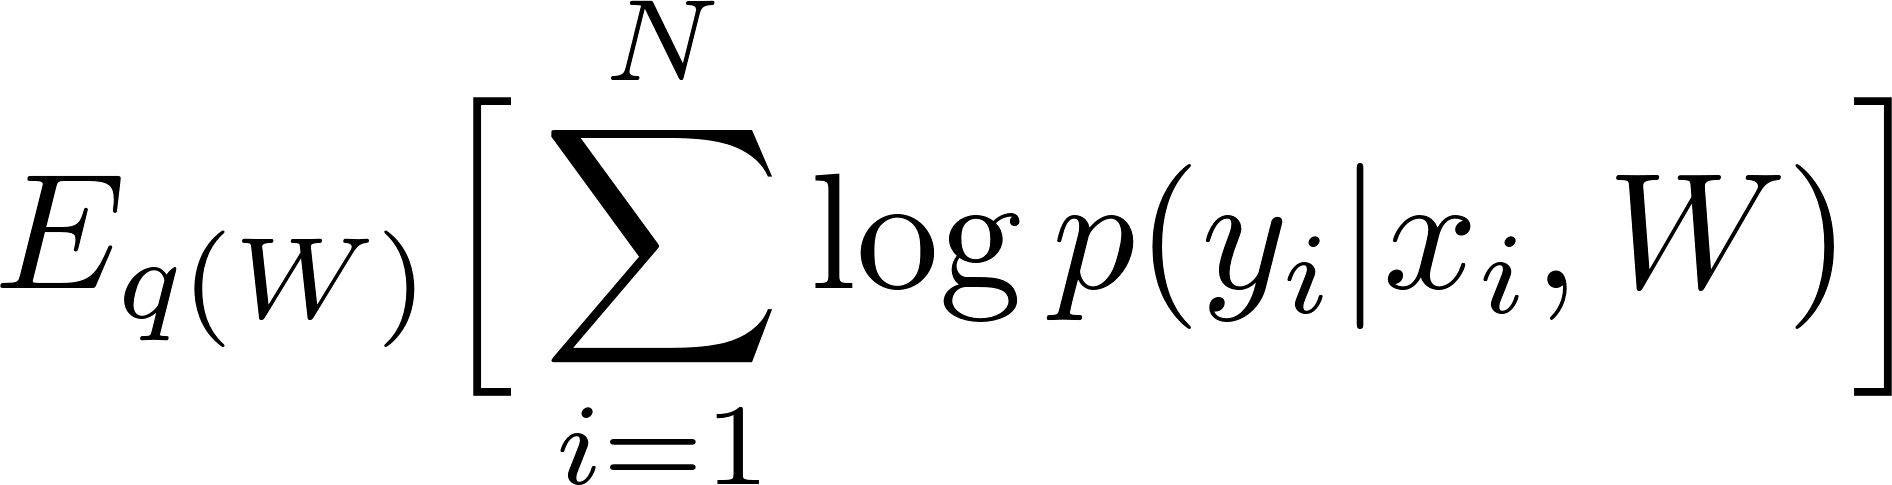 E_{q(W)}\left[\sum_{i=1}^{N} \log p(y_i|x_i, W)\right]